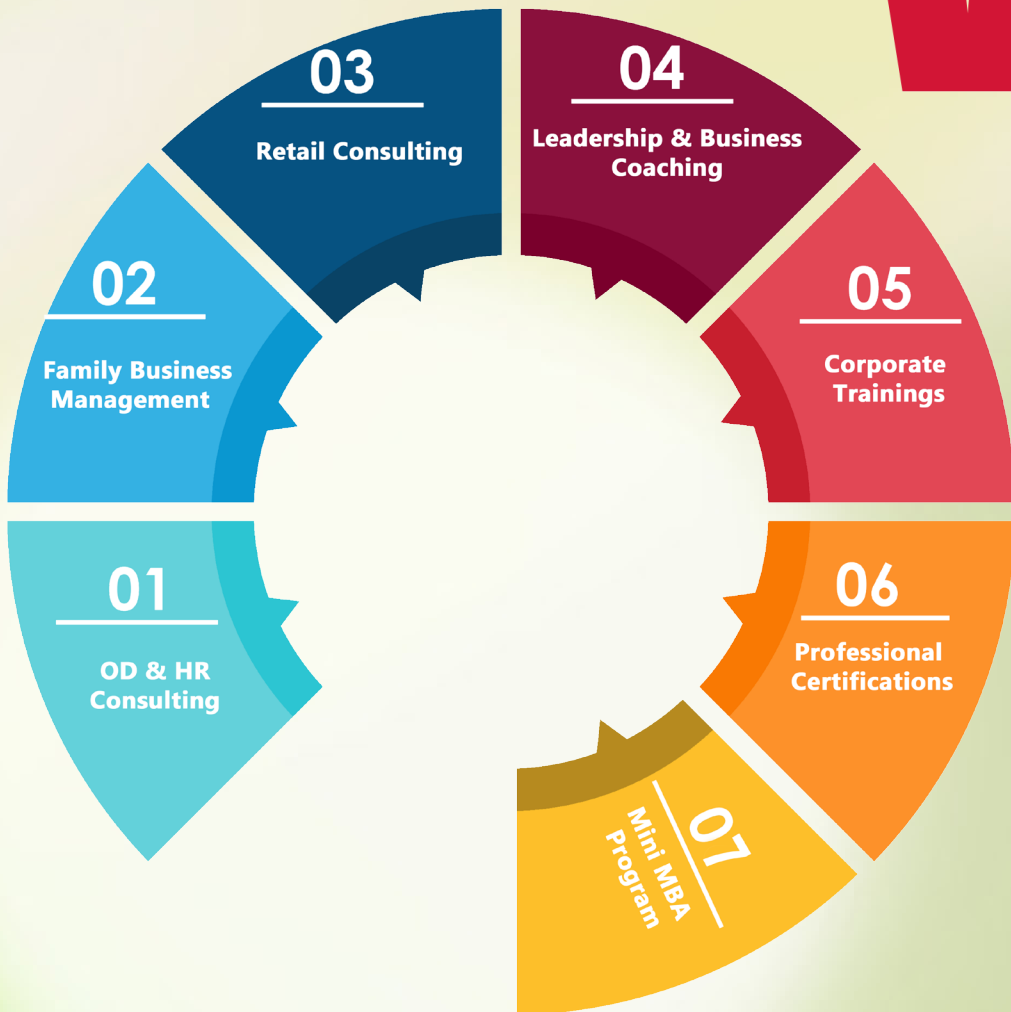 01
OD & HR
Consulting
02
Family Business
Management
03
Retail Consulting
04
Leadership & Business
Coaching
05
Corporate
Trainings
06
Professional
Certifications
07
Mini MBA
Program